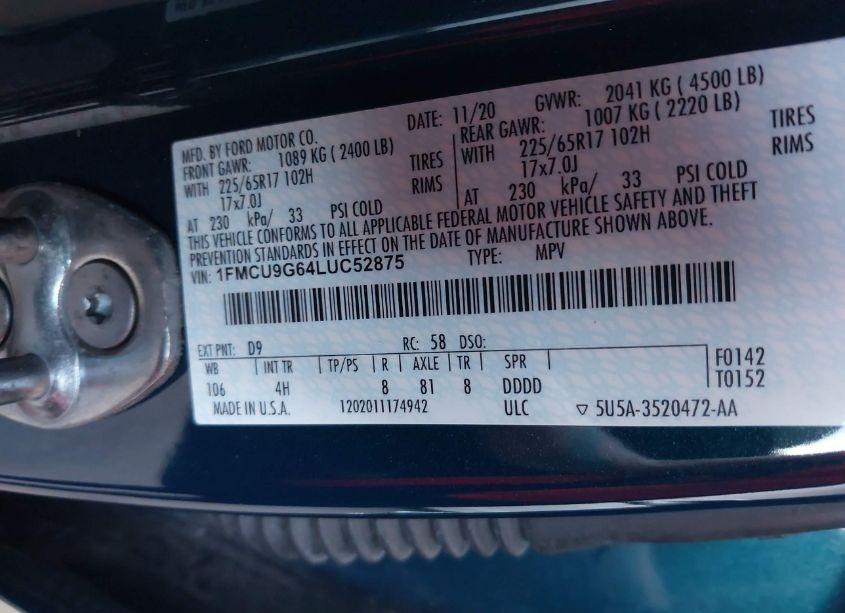 MFD. BY FORD MOTOR CO.
DATE: 11/20 GVWR: 2041 KG ( 4500 LB)
FRONT GAWR: 1089 KG ( 2400 LB) REAR GAWR: 1007 KG ( 2220 LB)
WITH 225/65R17 102H TIRES WITH 225/65R17 102H TIRES
17x7.0J RIMS 17x7.0J RIMS
AT 230 kPa/ 33 PSI COLD AT 230 kPa/ 33 PSI COLD
THIS VEHICLE CONFORMS TO ALL APPLICABLE FEDERAL MOTOR VEHICLE SAFETY AND THEFT
PREVENTION STANDARDS IN EFFECT ON THE DATE OF MANUFACTURE SHOWN ABOVE.
VIN: 1FMCU9G64LUC52875 TYPE: MPV
EXT PNT: D9 RC: 58 DSO:
WB INT TR TP/PS R AXLE TR SPR F0142
106 4H 8 81 8 DDDD T0152
MADE IN U.S.A. 1202011174942 ULC ▽ 5U5A-3520472-AA